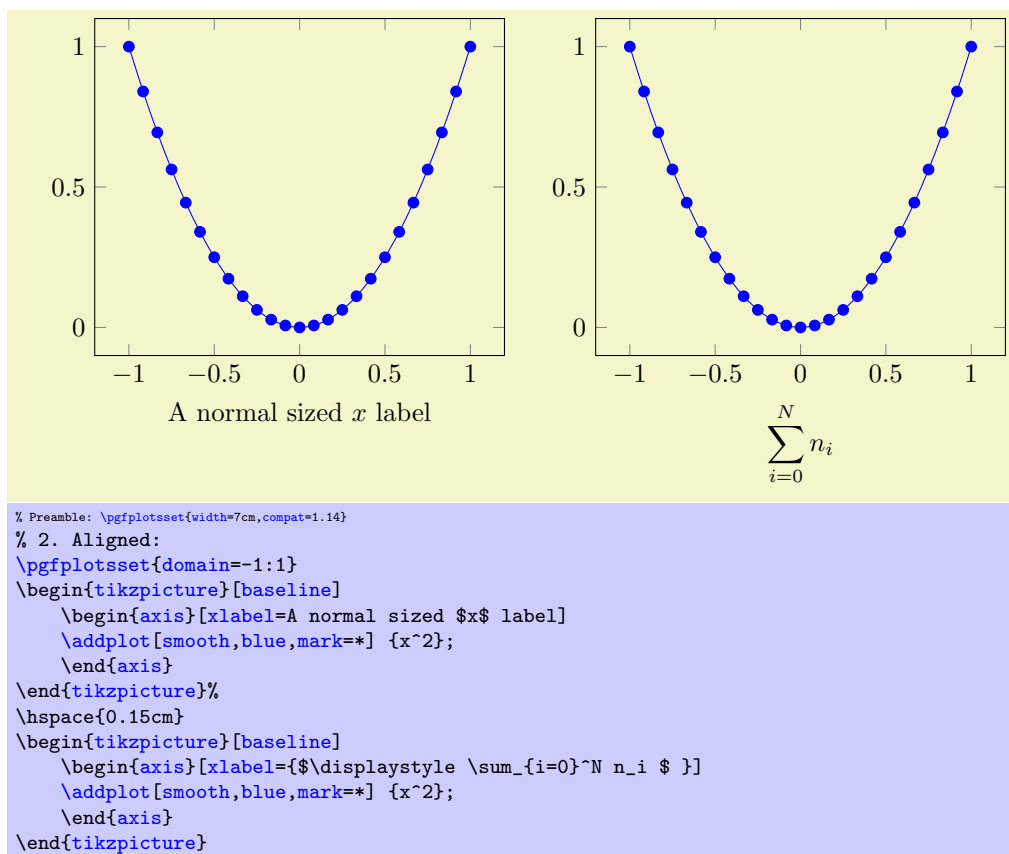 1
0.5
0
−1 −0.5 0 0.5 1
A normal sized x label
1
0.5
0
−1 −0.5 0 0.5 1
N
∑ n_i
i=0
% Preamble: \pgfplotsset{width=7cm,compat=1.14}
% 2. Aligned:
\pgfplotsset{domain=-1:1}
\begin{tikzpicture}[baseline]
    \begin{axis}[xlabel=A normal sized $x$ label]
    \addplot[smooth,blue,mark=*] {x^2};
    \end{axis}
\end{tikzpicture}%
\hspace{0.15cm}
\begin{tikzpicture}[baseline]
    \begin{axis}[xlabel={$\displaystyle \sum_{i=0}^N n_i $ }]
    \addplot[smooth,blue,mark=*] {x^2};
    \end{axis}
\end{tikzpicture}